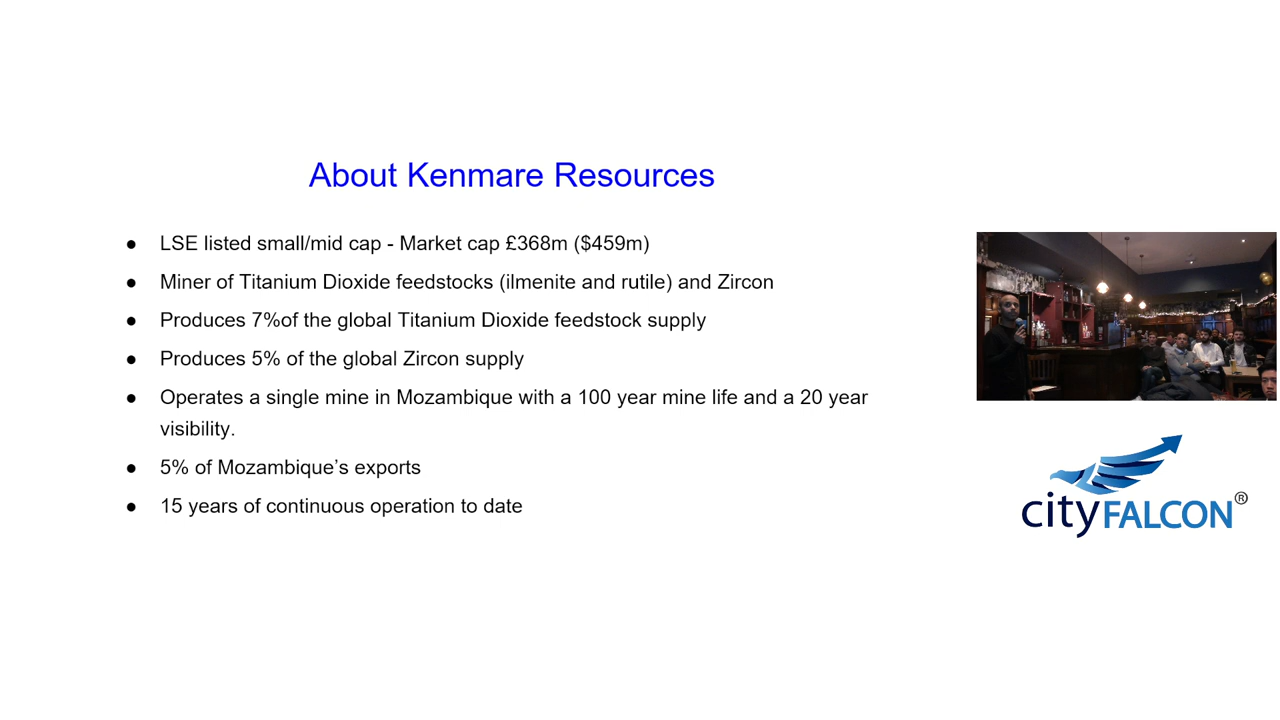 About Kenmare Resources
● LSE listed small/mid cap - Market cap £368m ($459m)
● Miner of Titanium Dioxide feedstocks (ilmenite and rutile) and Zircon
● Produces 7%of the global Titanium Dioxide feedstock supply
● Produces 5% of the global Zircon supply
● Operates a single mine in Mozambique with a 100 year mine life and a 20 year
visibility.
● 5% of Mozambique’s exports
● 15 years of continuous operation to date
cityFALCON®